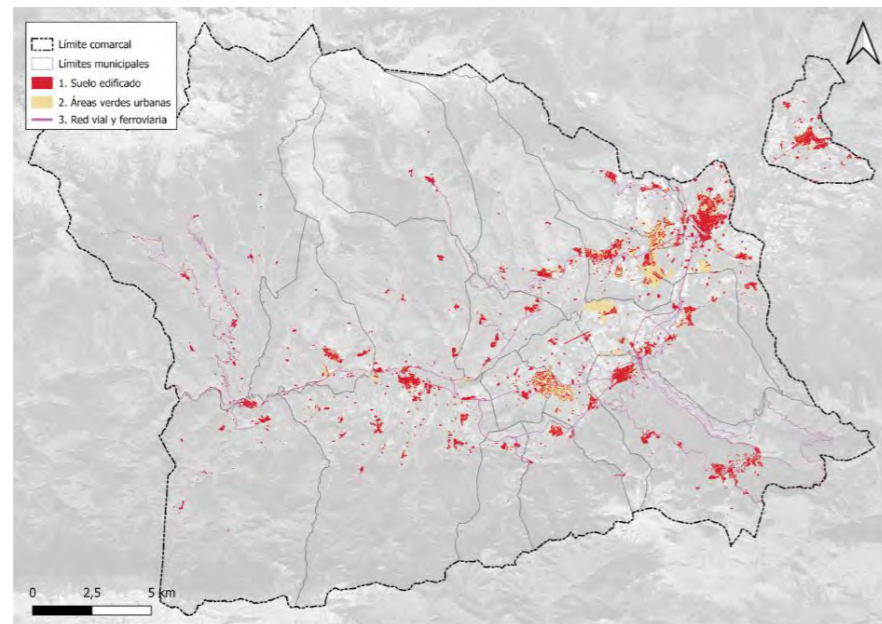 Límite comarcal
Límites municipales
1. Suelo edificado
2. Áreas verdes urbanas
3. Red vial y ferroviaria
0 2,5 5 km